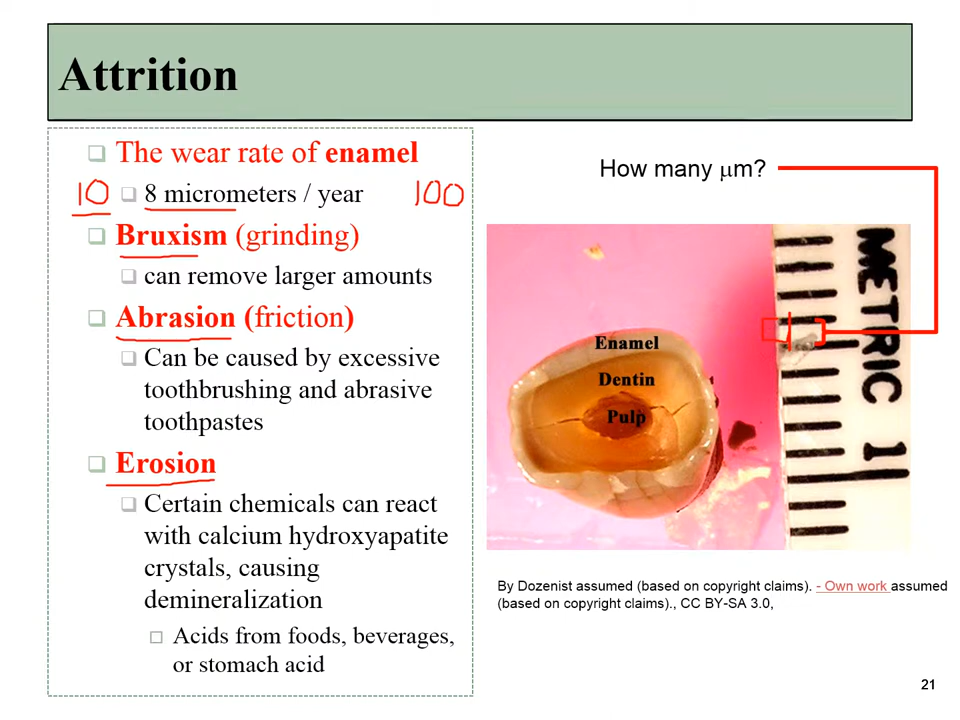 Attrition
The wear rate of enamel
10 8 micrometers / year 100
Bruxism (grinding)
can remove larger amounts
Abrasion (friction)
Can be caused by excessive
toothbrushing and abrasive
toothpastes
Erosion
Certain chemicals can react
with calcium hydroxyapatite
crystals, causing
demineralization
Acids from foods, beverages,
or stomach acid
How many μm?
Enamel
Dentin
Pulp
METRIC 1
By Dozenist assumed (based on copyright claims). - Own work assumed
(based on copyright claims)., CC BY-SA 3.0,
21